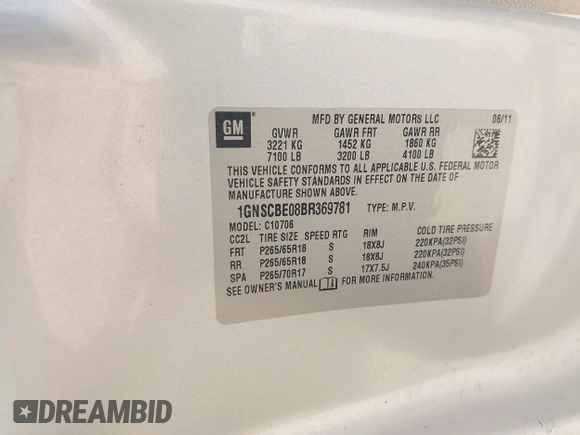 GM
MFD BY GENERAL MOTORS LLC 06/11
GVWR GAWR FRT GAWR RR
3221 KG 1452 KG 1860 KG
7100 LB 3200 LB 4100 LB
THIS VEHICLE CONFORMS TO ALL APPLICABLE U.S. FEDERAL MOTOR
VEHICLE SAFETY STANDARDS IN EFFECT ON THE DATE OF
MANUFACTURE SHOWN ABOVE.
1GNSCBE08BR369781 TYPE: M.P.V.
MODEL: C10706
CC2L TIRE SIZE SPEED RTG RIM COLD TIRE PRESSURE
FRT P265/65R18 S 18X8J 220KPA(32PSI)
RR P265/65R18 S 18X8J 220KPA(32PSI)
SPA P265/70R17 S 17X7.5J 240KPA(35PSI)
SEE OWNER'S MANUAL FOR MORE INFORMATION.
DREAMBID